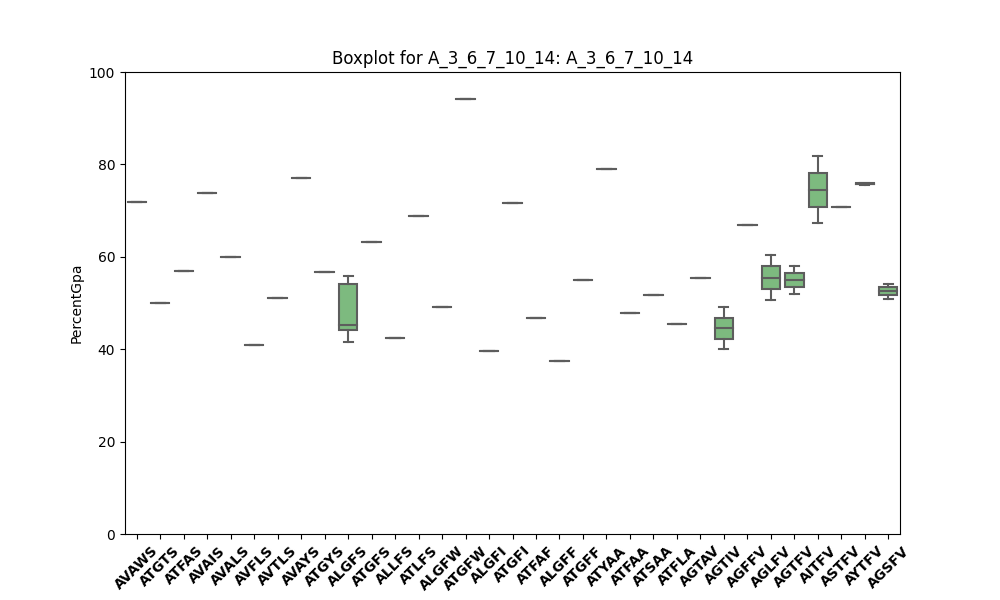 Boxplot for A_3_6_7_10_14: A_3_6_7_10_14
100
80
60
40
20
0
PercentGpa
AVAWS
ATGTS
ATFAS
AVAIS
AVALS
AVFLS
AVTLS
AVAYS
ATGYS
ALGFS
ATGFS
ALLFS
ATLFS
ALGFW
ATGFW
ALGFI
ATGFI
ATFAF
ALGFF
ATGFF
ATYAA
ATFAA
ATSAA
ATFLA
AGTAV
AGTIV
AGFFV
AGLFV
AGTFV
AITFV
ASTFV
AYTFV
AGSFV